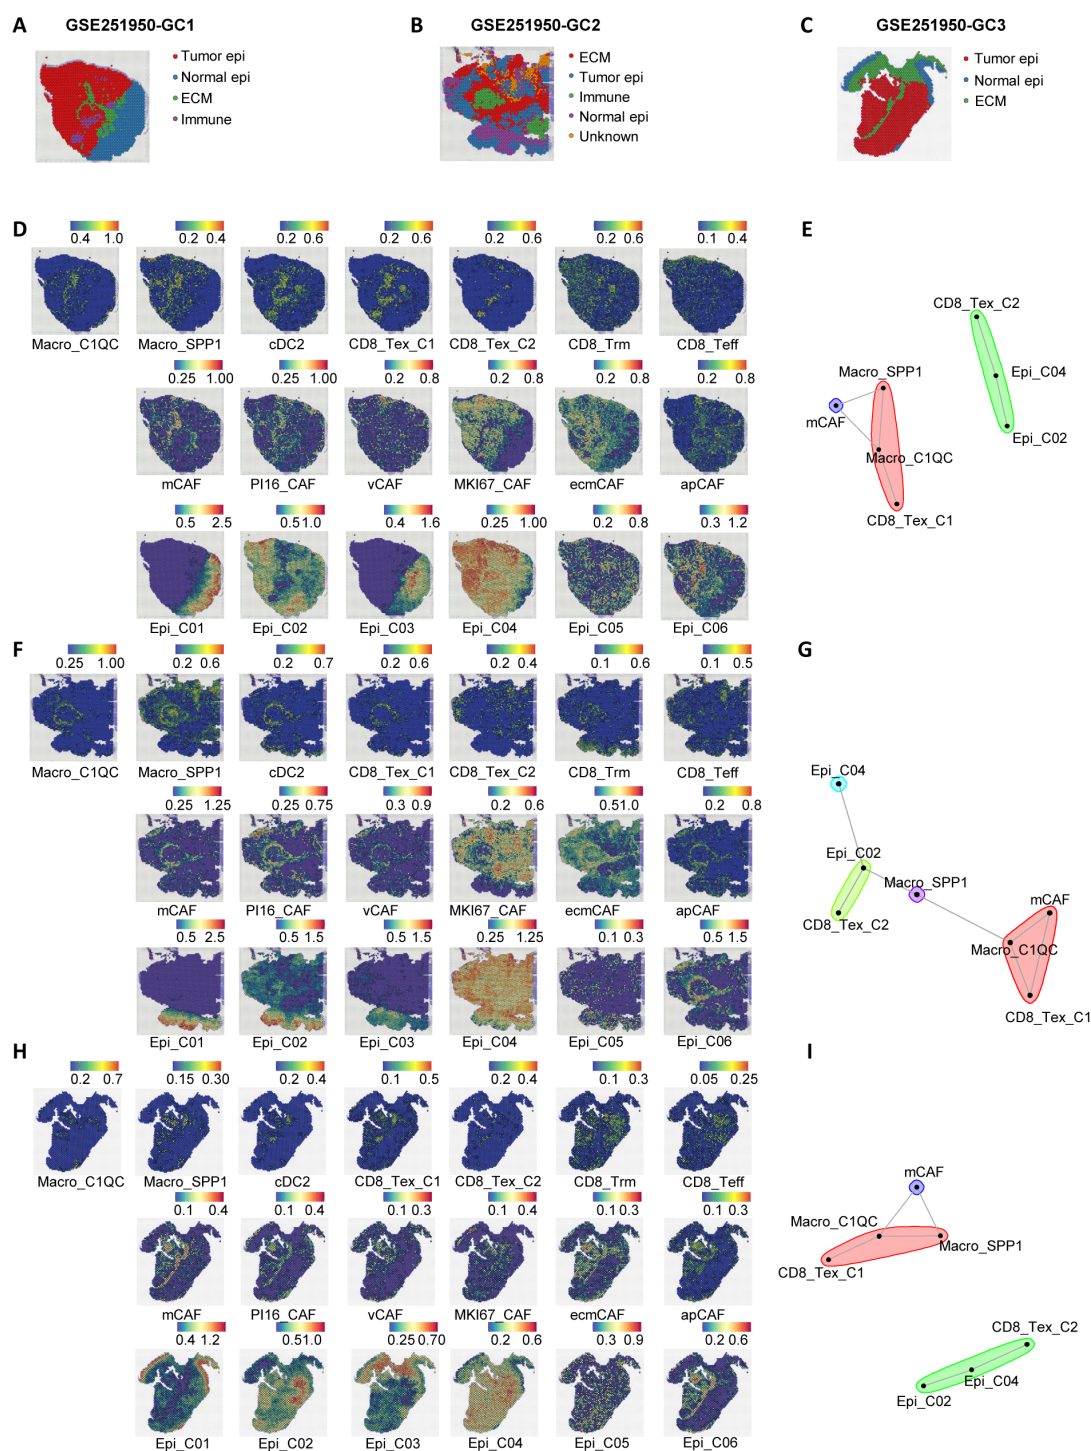 A GSE251950-GC1
Tumor epi
Normal epi
ECM
Immune
B GSE251950-GC2
ECM
Tumor epi
Immune
Normal epi
Unknown
C GSE251950-GC3
Tumor epi
Normal epi
ECM
D
0.4 1.0 0.2 0.4 0.2 0.6 0.2 0.6 0.2 0.6 0.2 0.6 0.1 0.4
Macro_C1QC Macro_SPP1 cDC2 CD8_Tex_C1 CD8_Tex_C2 CD8_Trm CD8_Teff
0.25 1.00 0.25 1.00 0.2 0.8 0.2 0.8 0.2 0.8 0.2 0.8
mCAF PI16_CAF vCAF MKI67_CAF ecmCAF apCAF
0.5 2.5 0.51.0 0.4 1.6 0.25 1.00 0.2 0.8 0.3 1.2
Epi_C01 Epi_C02 Epi_C03 Epi_C04 Epi_C05 Epi_C06
E
CD8_Tex_C2
Macro_SPP1
Epi_C04
mCAF
Epi_C02
Macro_C1QC
CD8_Tex_C1
F
0.25 1.00 0.2 0.6 0.2 0.7 0.2 0.6 0.2 0.4 0.1 0.6 0.1 0.5
Macro_C1QC Macro_SPP1 cDC2 CD8_Tex_C1 CD8_Tex_C2 CD8_Trm CD8_Teff
0.25 1.25 0.25 0.75 0.3 0.9 0.2 0.6 0.51.0 0.2 0.8
mCAF PI16_CAF vCAF MKI67_CAF ecmCAF apCAF
0.5 2.5 0.5 1.5 0.5 1.5 0.25 1.25 0.1 0.3 0.5 1.5
Epi_C01 Epi_C02 Epi_C03 Epi_C04 Epi_C05 Epi_C06
G
Epi_C04
Epi_C02
Macro_SPP1
mCAF
CD8_Tex_C2
Macro_C1QC
CD8_Tex_C1
H
0.2 0.7 0.15 0.30 0.2 0.4 0.1 0.5 0.2 0.4 0.1 0.3 0.05 0.25
Macro_C1QC Macro_SPP1 cDC2 CD8_Tex_C1 CD8_Tex_C2 CD8_Trm CD8_Teff
0.1 0.4 0.1 0.4 0.1 0.3 0.1 0.3 0.1 0.3 0.1 0.3
mCAF PI16_CAF vCAF MKI67_CAF ecmCAF apCAF
0.4 1.2 0.51.0 0.25 0.70 0.2 0.6 0.3 0.9 0.2 0.6
Epi_C01 Epi_C02 Epi_C03 Epi_C04 Epi_C05 Epi_C06
I
mCAF
Macro_C1QC
Macro_SPP1
CD8_Tex_C1
CD8_Tex_C2
Epi_C04
Epi_C02